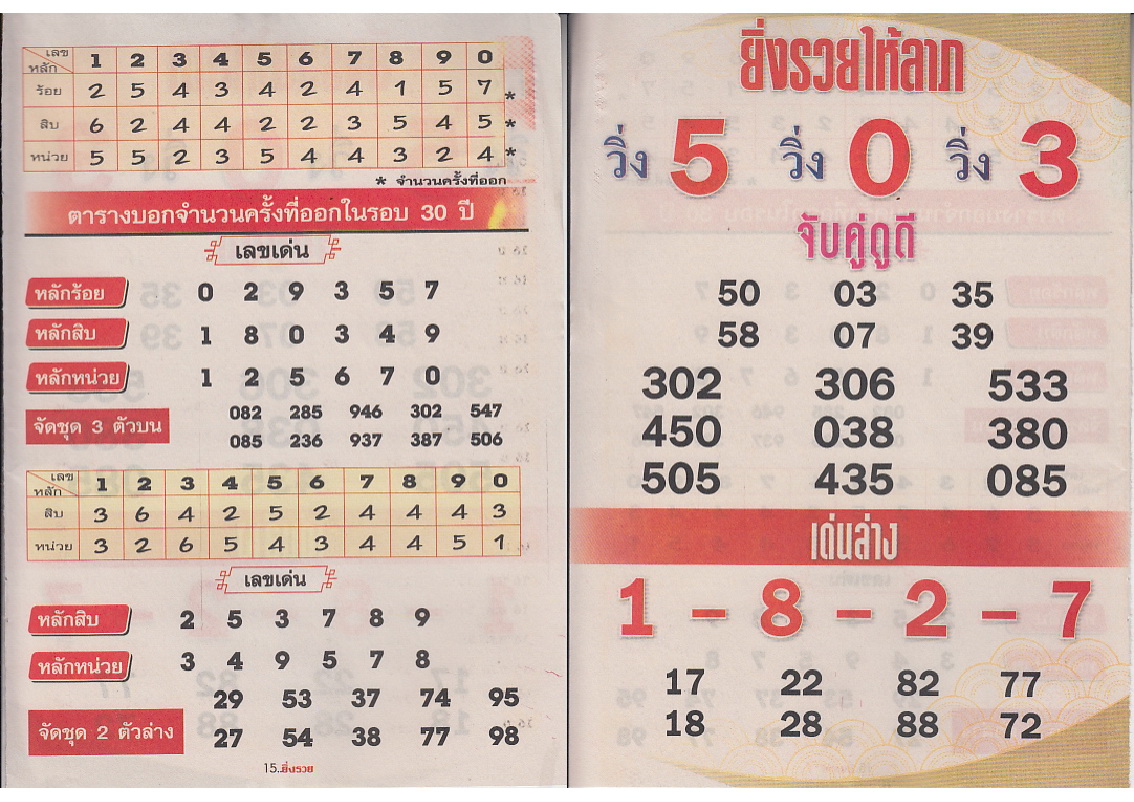 เลข หลัก 1 2 3 4 5 6 7 8 9 0
ร้อย 2 5 4 3 4 2 4 1 5 7 *
สิบ 6 2 4 4 2 2 3 5 4 5 *
หน่วย 5 5 2 3 5 4 4 3 2 4 *
* จำนวนครั้งที่ออก
ตารางบอกจำนวนครั้งที่ออกในรอบ 30 ปี
เลขเด่น
หลักร้อย 0 2 9 3 5 7
หลักสิบ 1 8 0 3 4 9
หลักหน่วย 1 2 5 6 7 0
จัดชุด 3 ตัวบน
082 285 946 302 547
085 236 937 387 506
เลข หลัก 1 2 3 4 5 6 7 8 9 0
สิบ 3 6 4 2 5 2 4 4 4 3
หน่วย 3 2 6 5 4 3 4 4 5 1
เลขเด่น
หลักสิบ 2 5 3 7 8 9
หลักหน่วย 3 4 9 5 7 8
จัดชุด 2 ตัวล่าง
29 53 37 74 95
27 54 38 77 98
15..ยิ่งรวย
ยิ่งรวยให้ลาภ
วิ่ง 5 วิ่ง 0 วิ่ง 3
จับคู่ดูดี
50 03 35
58 07 39
302 306 533
450 038 380
505 435 085
เด่นล่าง
1 - 8 - 2 - 7
17 22 82 77
18 28 88 72